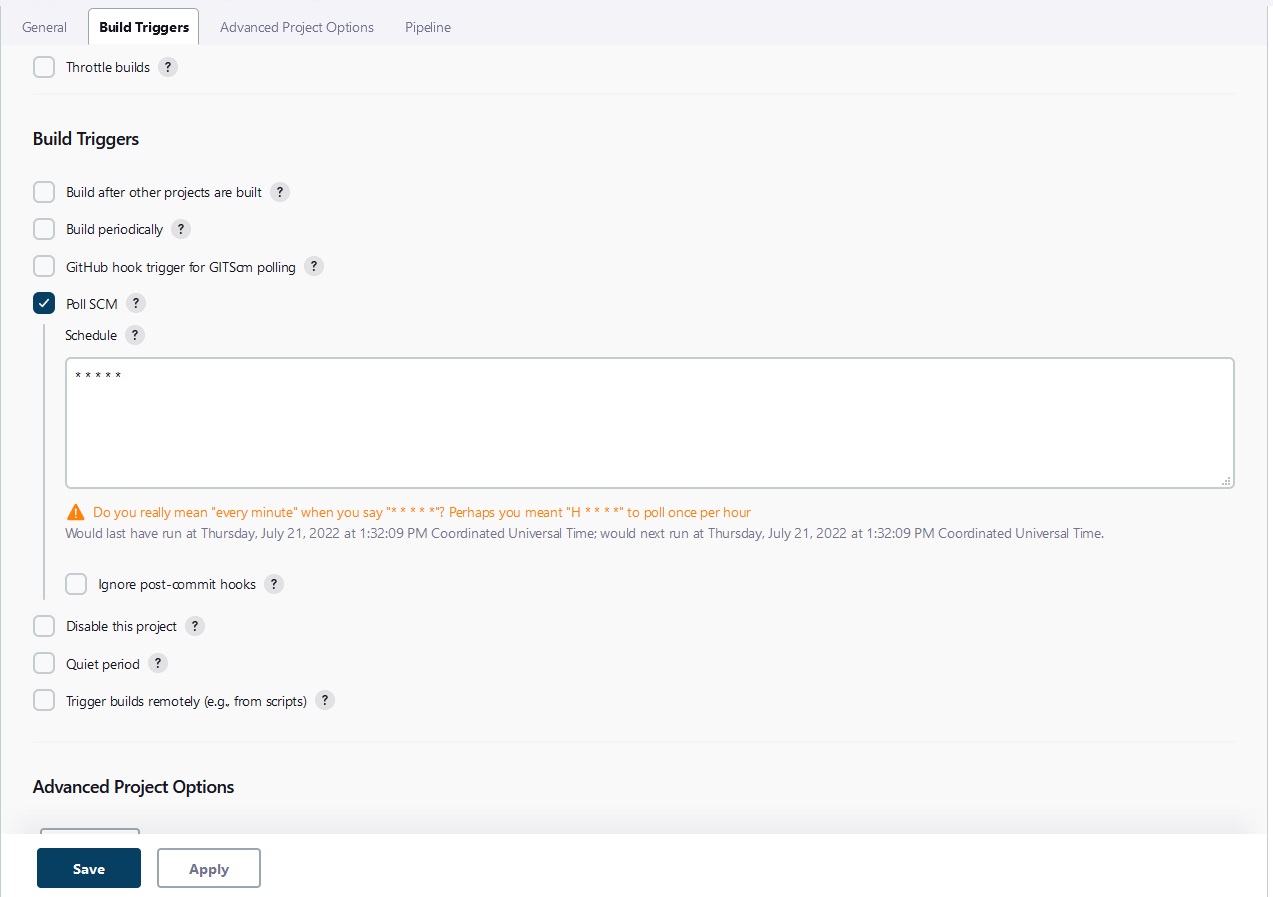 General Build Triggers Advanced Project Options Pipeline
Throttle builds ?
Build Triggers
Build after other projects are built ?
Build periodically ?
GitHub hook trigger for GITScm polling ?
Poll SCM ?
Schedule ?
* * * * *
Do you really mean "every minute" when you say "* * * * *"? Perhaps you meant "H * * * *" to poll once per hour
Would last have run at Thursday, July 21, 2022 at 1:32:09 PM Coordinated Universal Time; would next run at Thursday, July 21, 2022 at 1:32:09 PM Coordinated Universal Time.
Ignore post-commit hooks ?
Disable this project ?
Quiet period ?
Trigger builds remotely (e.g., from scripts) ?
Advanced Project Options
Save Apply